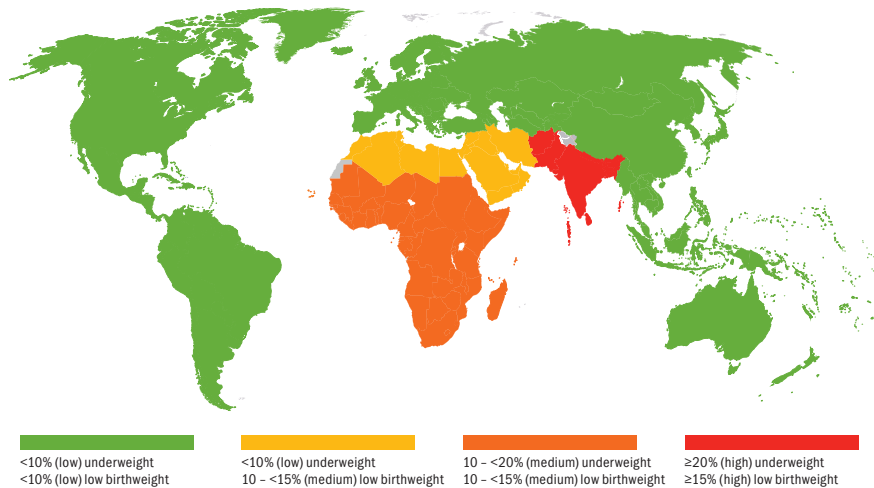 <10% (low) underweight
<10% (low) low birthweight
<10% (low) underweight
10 – <15% (medium) low birthweight
10 – <20% (medium) underweight
10 – <15% (medium) low birthweight
≥20% (high) underweight
≥15% (high) low birthweight